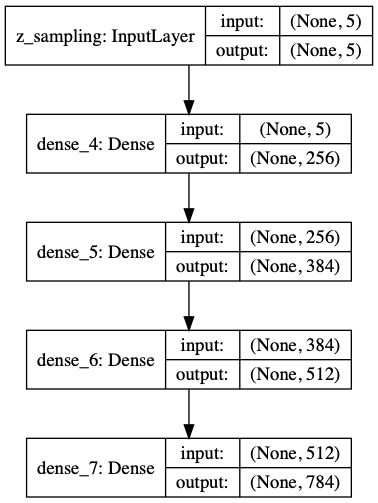 z_sampling: InputLayer
input: (None, 5)
output: (None, 5)
dense_4: Dense
input: (None, 5)
output: (None, 256)
dense_5: Dense
input: (None, 256)
output: (None, 384)
dense_6: Dense
input: (None, 384)
output: (None, 512)
dense_7: Dense
input: (None, 512)
output: (None, 784)